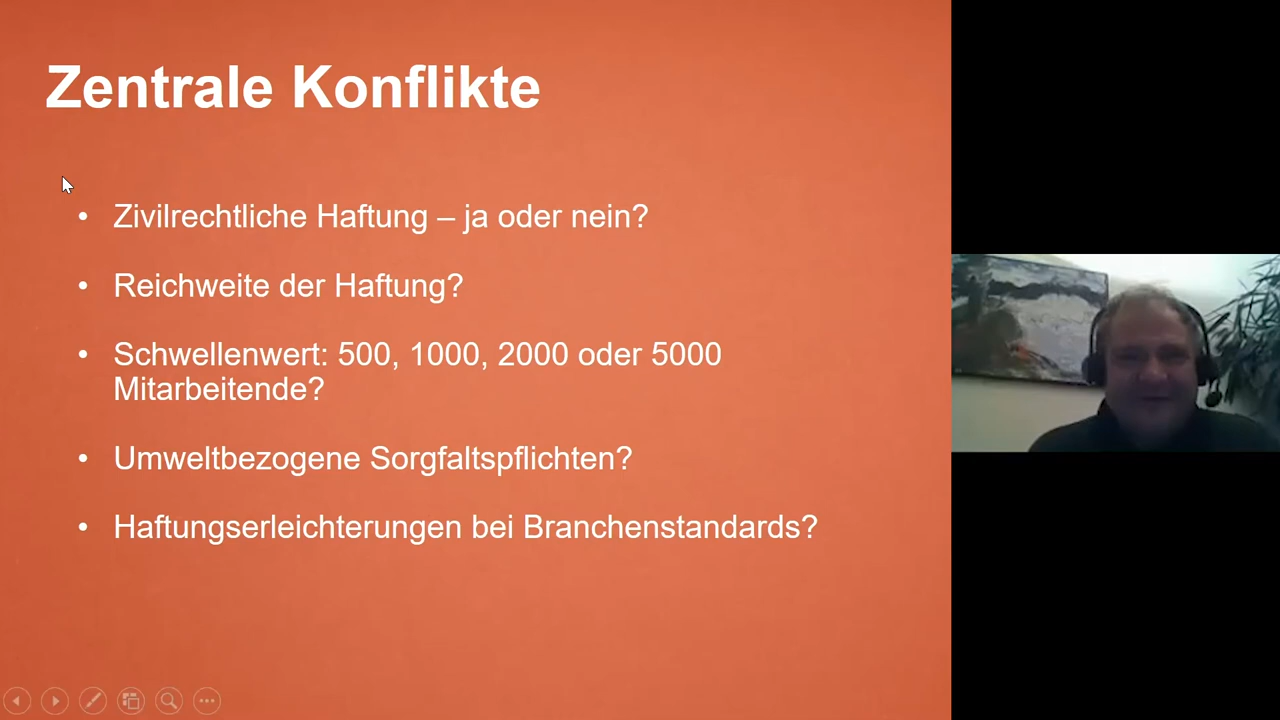 Zentrale Konflikte
• Zivilrechtliche Haftung – ja oder nein?
• Reichweite der Haftung?
• Schwellenwert: 500, 1000, 2000 oder 5000
Mitarbeitende?
• Umweltbezogene Sorgfaltspflichten?
• Haftungserleichterungen bei Branchenstandards?